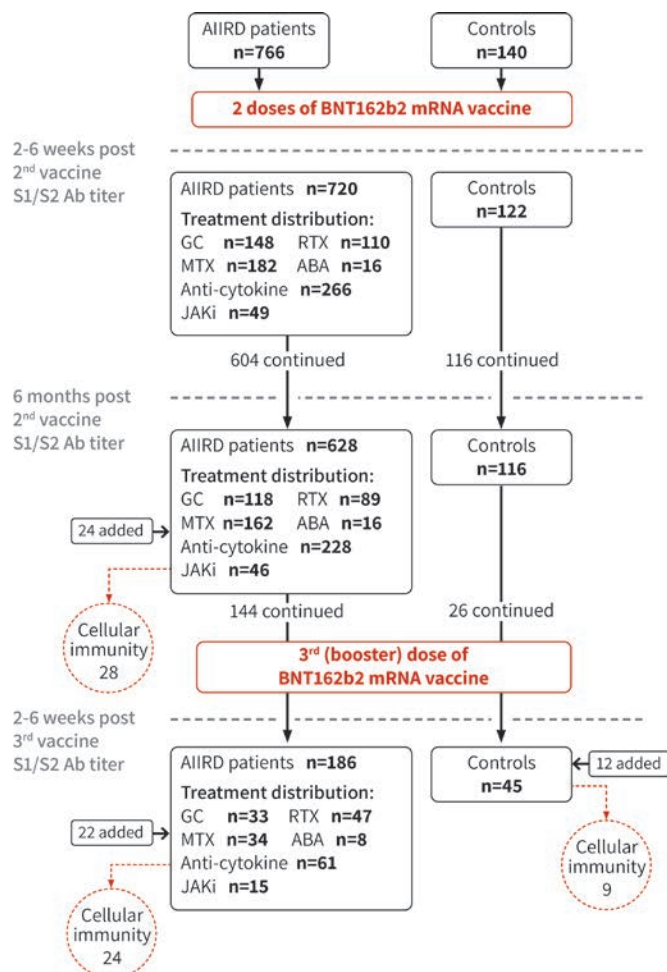 AIIRD patients
n=766
Controls
n=140
2 doses of BNT162b2 mRNA vaccine
2-6 weeks post
2nd vaccine
S1/S2 Ab titer
AIIRD patients n=720
Treatment distribution:
GC n=148 RTX n=110
MTX n=182 ABA n=16
Anti-cytokine n=266
JAKi n=49
Controls
n=122
604 continued
116 continued
6 months post
2nd vaccine
S1/S2 Ab titer
AIIRD patients n=628
Treatment distribution:
GC n=118 RTX n=89
MTX n=162 ABA n=16
Anti-cytokine n=228
JAKi n=46
Controls
n=116
24 added
Cellular
immunity
28
144 continued
26 continued
3rd (booster) dose of
BNT162b2 mRNA vaccine
2-6 weeks post
3rd vaccine
S1/S2 Ab titer
AIIRD patients n=186
Treatment distribution:
GC n=33 RTX n=47
MTX n=34 ABA n=8
Anti-cytokine n=61
JAKi n=15
Controls
n=45
12 added
22 added
Cellular
immunity
24
Cellular
immunity
9